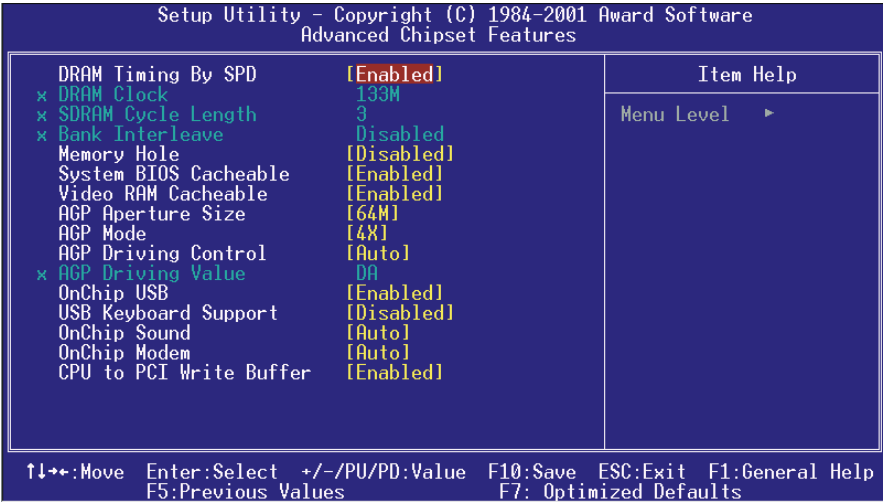 Setup Utility - Copyright (C) 1984-2001 Award Software
Advanced Chipset Features
DRAM Timing By SPD [Enabled]
x DRAM Clock 133M
x SDRAM Cycle Length 3
x Bank Interleave Disabled
Memory Hole [Disabled]
System BIOS Cacheable [Enabled]
Video RAM Cacheable [Enabled]
AGP Aperture Size [64M]
AGP Mode [4X]
AGP Driving Control [Auto]
x AGP Driving Value DA
OnChip USB [Enabled]
USB Keyboard Support [Disabled]
OnChip Sound [Auto]
OnChip Modem [Auto]
CPU to PCI Write Buffer [Enabled]
Item Help
Menu Level ►
↑↓→←:Move Enter:Select +/-/PU/PD:Value F10:Save ESC:Exit F1:General Help
F5:Previous Values F7: Optimized Defaults